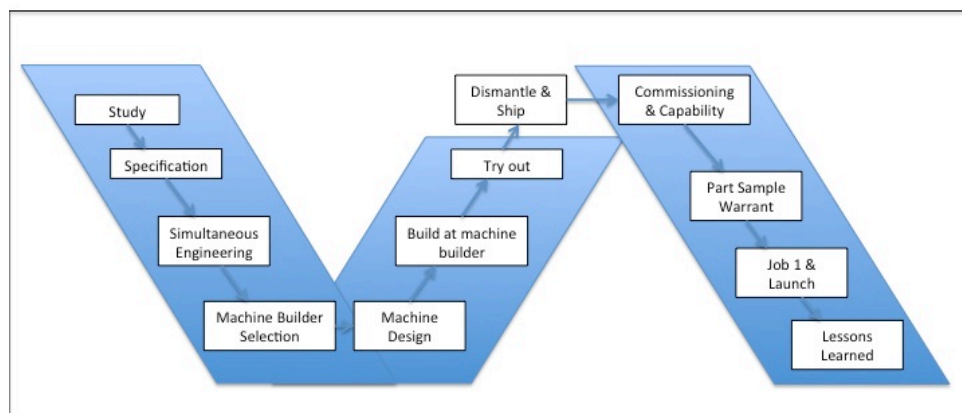 Study
Specification
Simultaneous
Engineering
Machine Builder
Selection
Machine
Design
Build at machine
builder
Try out
Dismantle &
Ship
Commissioning
& Capability
Part Sample
Warrant
Job 1 &
Launch
Lessons
Learned